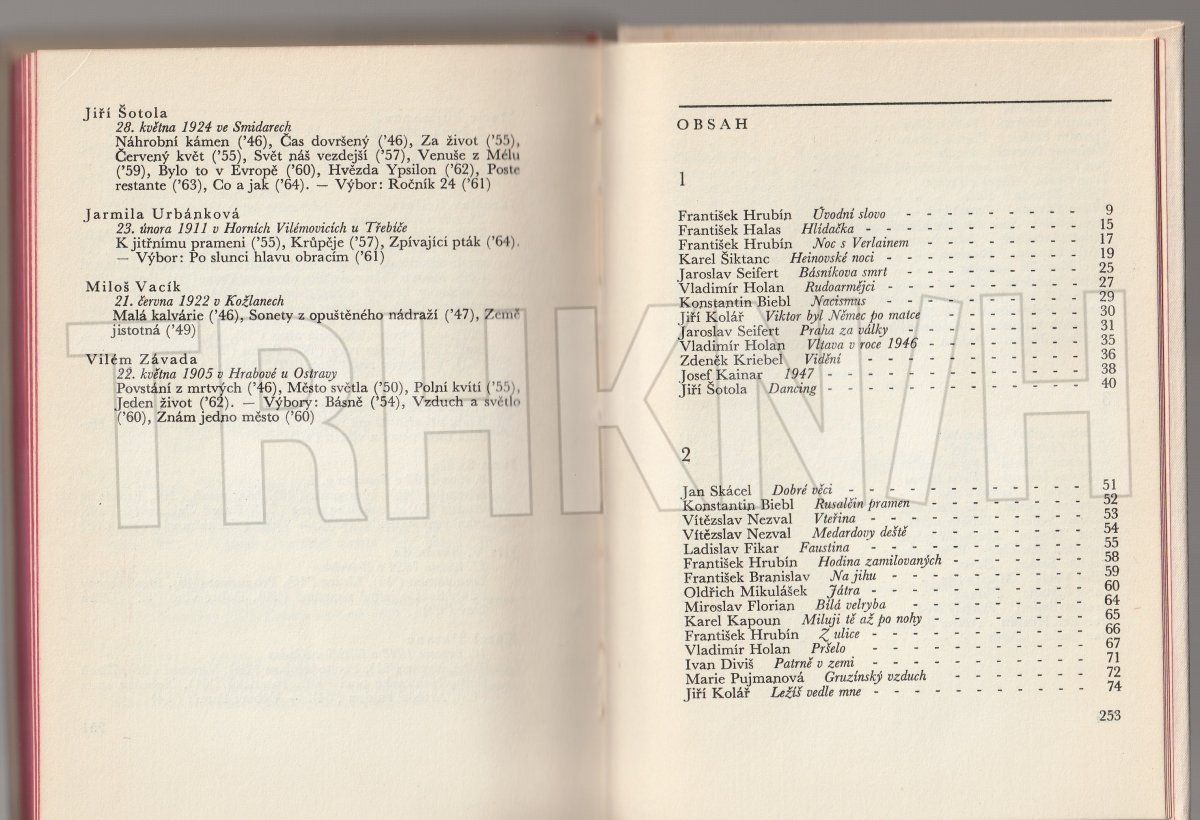 Jiří Šotola
28. května 1924 ve Smidarech
Náhrobní kámen (’46), Čas dovršený (’46), Za život (’55),
Červený květ (’55), Svět náš vezdejší (’57), Venuše z Mélu
(’59), Bylo to v Evropě (’60), Hvězda Ypsilon (’62), Poste
restante (’63), Co a jak (’64). — Výbor: Ročník 24 (’61)
Jarmila Urbánková
23. února 1911 v Horních Vilémovicích u Třebíče
K jitřnímu prameni (’55), Krůpěje (’57), Zpívající pták (’64).
— Výbor: Po slunci hlavu obracím (’61)
Miloš Vacík
21. června 1922 v Kožlanech
Malá kalvárie (’46), Sonety z opuštěného nádraží (’47), Země
jistotná (’49)
Vilém Závada
22. května 1905 v Hrabové u Ostravy
Povstání z mrtvých (’46), Město světla (’50), Polní kvítí (’55),
Jeden život (’62). — Výbory: Básně (’54), Vzduch a světlo
(’60), Znám jedno město (’60)
OBSAH
1
František Hrubín Úvodní slovo - - - - - - - - - 9
František Halas Hlídačka - - - - - - - - - - - 15
František Hrubín Noc s Verlainem - - - - - - - - 17
Karel Šiktanc Heinovské noci - - - - - - - - - - 19
Jaroslav Seifert Básníkova smrt - - - - - - - - - 25
Vladimír Holan Rudoarmějci - - - - - - - - - - 27
Konstantin Biebl Nacismus - - - - - - - - - - 29
Jiří Kolář Viktor byl Němec po matce - - - - - - - - 30
Jaroslav Seifert Praha za války - - - - - - - - - 31
Vladimír Holan Vltava v roce 1946 - - - - - - - - 35
Zdeněk Kriebel Vidění - - - - - - - - - - - 36
Josef Kainar 1947 - - - - - - - - - - - - 38
Jiří Šotola Dancing - - - - - - - - - - - - 40
2
Jan Skácel Dobré věci - - - - - - - - - - - 51
Konstantin Biebl Rusalčin pramen - - - - - - - - 52
Vítězslav Nezval Vteřina - - - - - - - - - - - 53
Vítězslav Nezval Medardovy deště - - - - - - - - 54
Ladislav Fikar Faustina - - - - - - - - - - - 55
František Hrubín Hodina zamilovaných - - - - - - - 58
František Branislav Na jihu - - - - - - - - - - 59
Oldřich Mikulášek Játra - - - - - - - - - - - 60
Miroslav Florian Bílá velryba - - - - - - - - - 64
Karel Kapoun Miluji tě až po nohy - - - - - - - - 65
František Hrubín Z ulice - - - - - - - - - - - 66
Vladimír Holan Pršelo - - - - - - - - - - - 67
Ivan Diviš Patrně v zemi - - - - - - - - - - - 71
Marie Pujmanová Gruzínský vzduch - - - - - - - 72
Jiří Kolář Ležíš vedle mne - - - - - - - - - - - 74
253
TRHKNIH